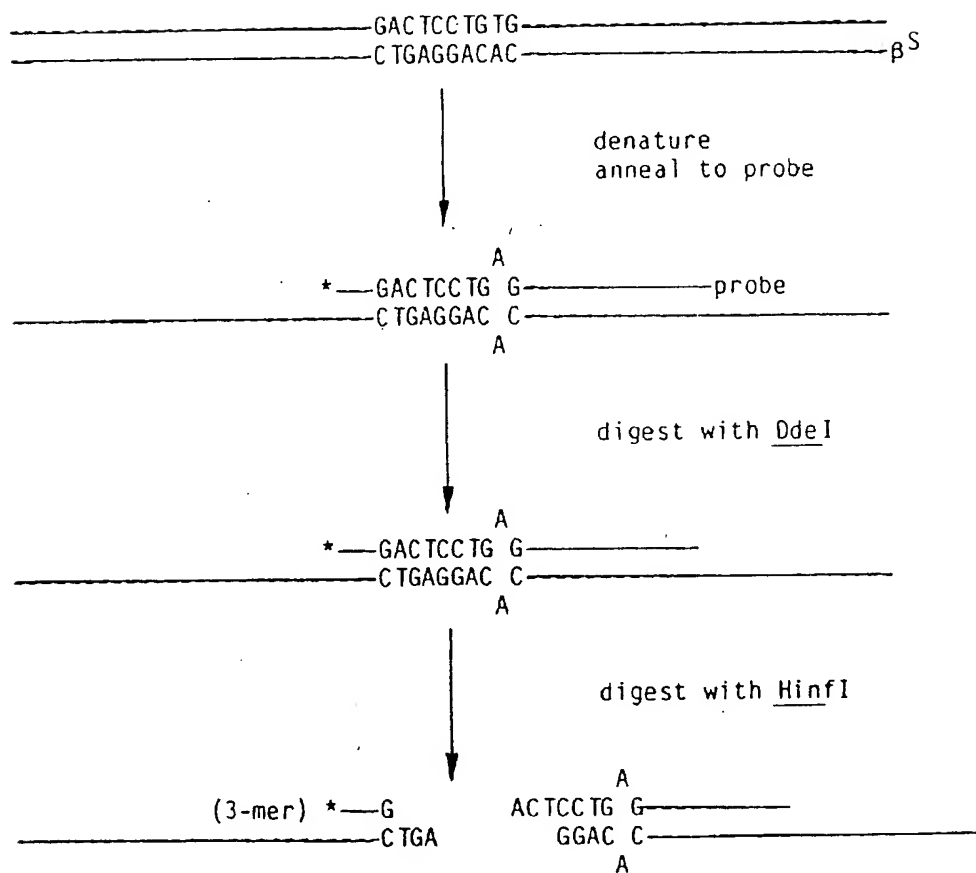 GACTCCTGTG
CTGAGGACAC βS
denature
anneal to probe
A
* GACTCCTG G probe
CTGAGGAC C
A
digest with DdeI
A
* GACTCCTG G
CTGAGGAC C
A
digest with HinfI
A
(3-mer) * G ACTCCTG G
CTGA GGAC C
A